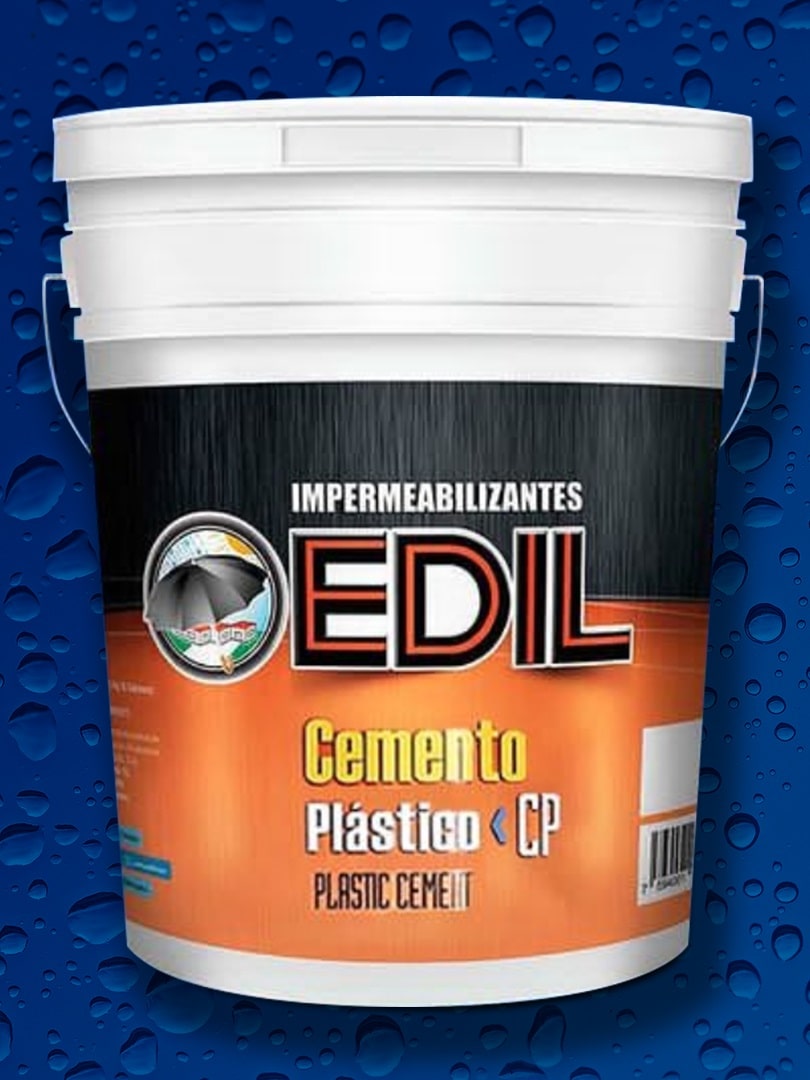 IMPERMEABILIZANTES
EDIL
Cemento
Plástico < CP
PLASTIC CEMENT